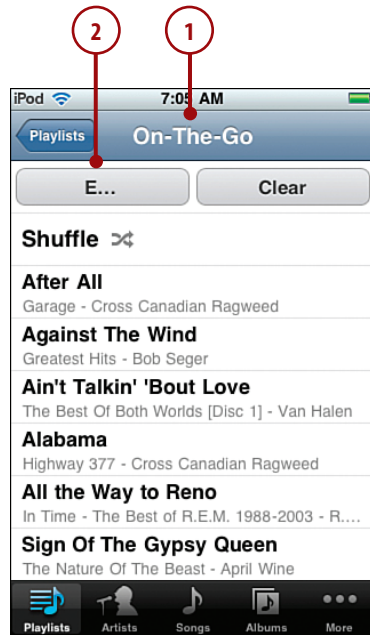 2 1
iPod 7:05 AM
Playlists On-The-Go
E... Clear
Shuffle
After All
Garage - Cross Canadian Ragweed
Against The Wind
Greatest Hits - Bob Seger
Ain't Talkin' 'Bout Love
The Best Of Both Worlds [Disc 1] - Van Halen
Alabama
Highway 377 - Cross Canadian Ragweed
All the Way to Reno
In Time - The Best of R.E.M. 1988-2003 - R....
Sign Of The Gypsy Queen
The Nature Of The Beast - April Wine
Playlists Artists Songs Albums More